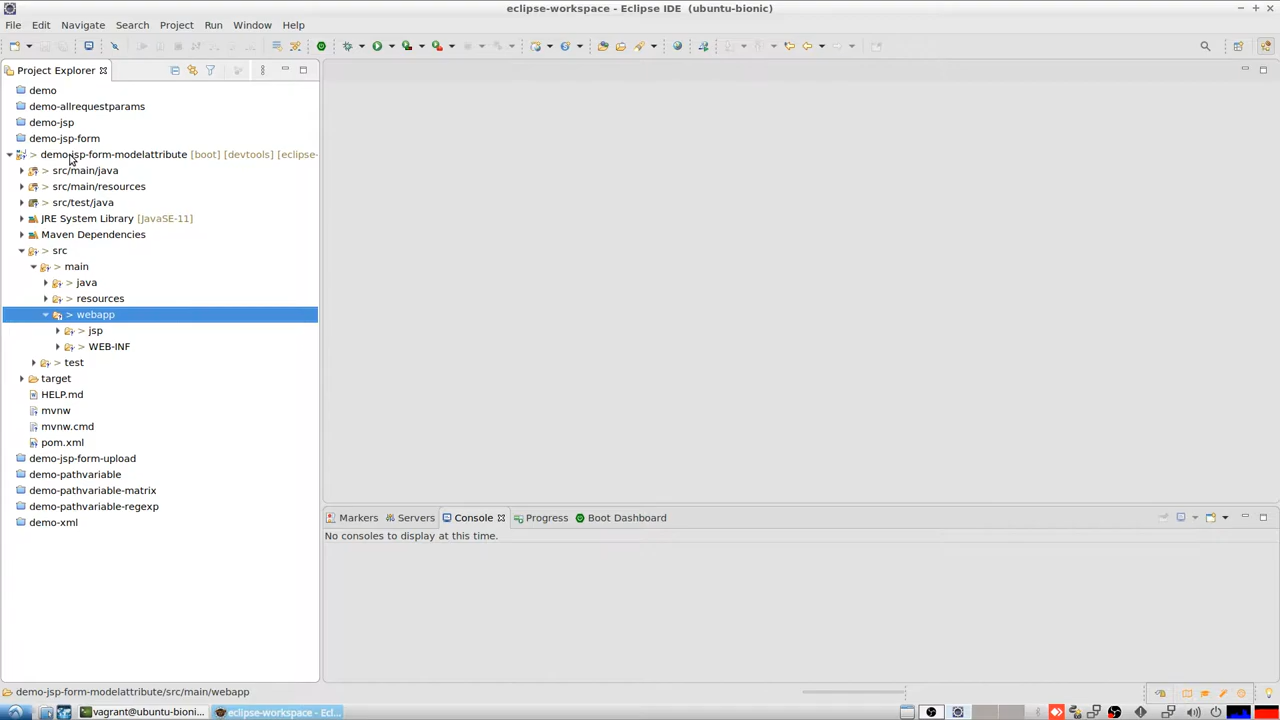 eclipse-workspace - Eclipse IDE (ubuntu-bionic)
File Edit Navigate Search Project Run Window Help
Project Explorer
demo
demo-allrequestparams
demo-jsp
demo-jsp-form
> demo-jsp-form-modelattribute [boot] [devtools] [eclipse-
> src/main/java
> src/main/resources
> src/test/java
JRE System Library [JavaSE-11]
Maven Dependencies
> src
> main
> java
> resources
> webapp
> jsp
> WEB-INF
> test
target
HELP.md
mvnw
mvnw.cmd
pom.xml
demo-jsp-form-upload
demo-pathvariable
demo-pathvariable-matrix
demo-pathvariable-regexp
demo-xml
Markers Servers Console Progress Boot Dashboard
No consoles to display at this time.
demo-jsp-form-modelattribute/src/main/webapp
vagrant@ubuntu-bioni... eclipse-workspace - Ecl...